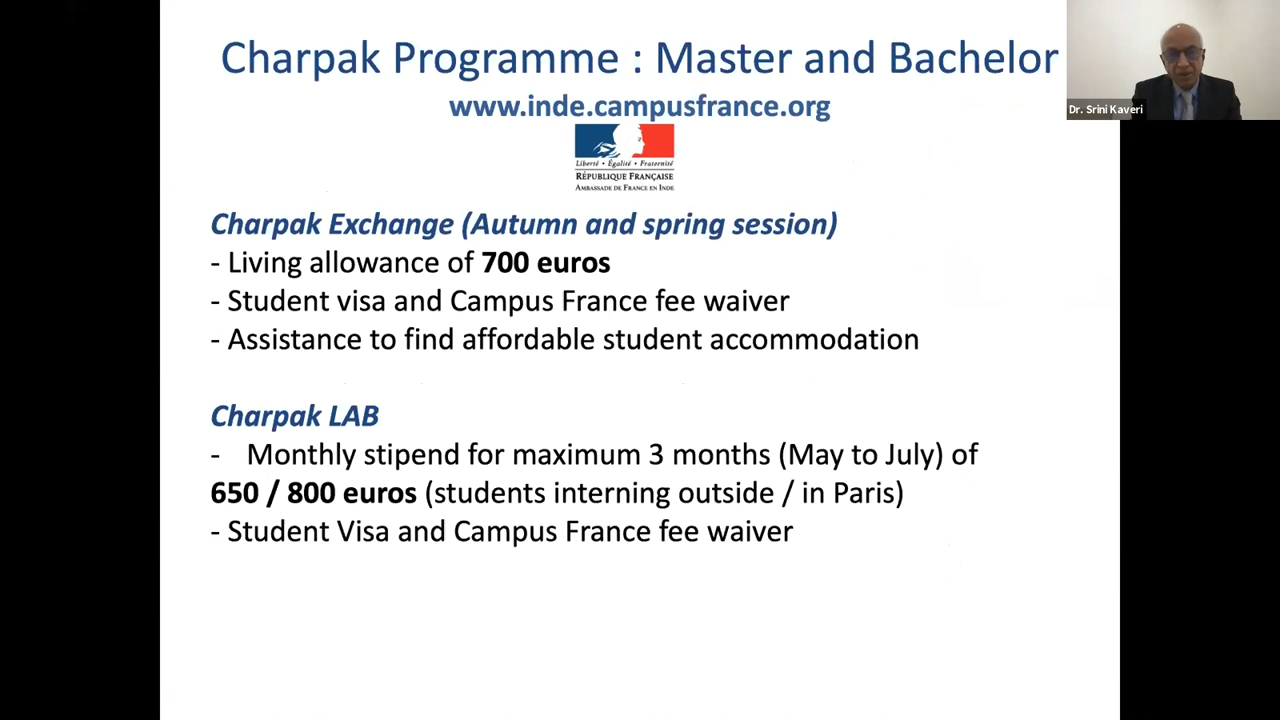 Charpak Programme : Master and Bachelor
www.inde.campusfrance.org
Liberté • Égalité • Fraternité
RÉPUBLIQUE FRANÇAISE
AMBASSADE DE FRANCE EN INDE
Dr. Srini Kaveri
Charpak Exchange (Autumn and spring session)
- Living allowance of 700 euros
- Student visa and Campus France fee waiver
- Assistance to find affordable student accommodation
Charpak LAB
- Monthly stipend for maximum 3 months (May to July) of
650 / 800 euros (students interning outside / in Paris)
- Student Visa and Campus France fee waiver